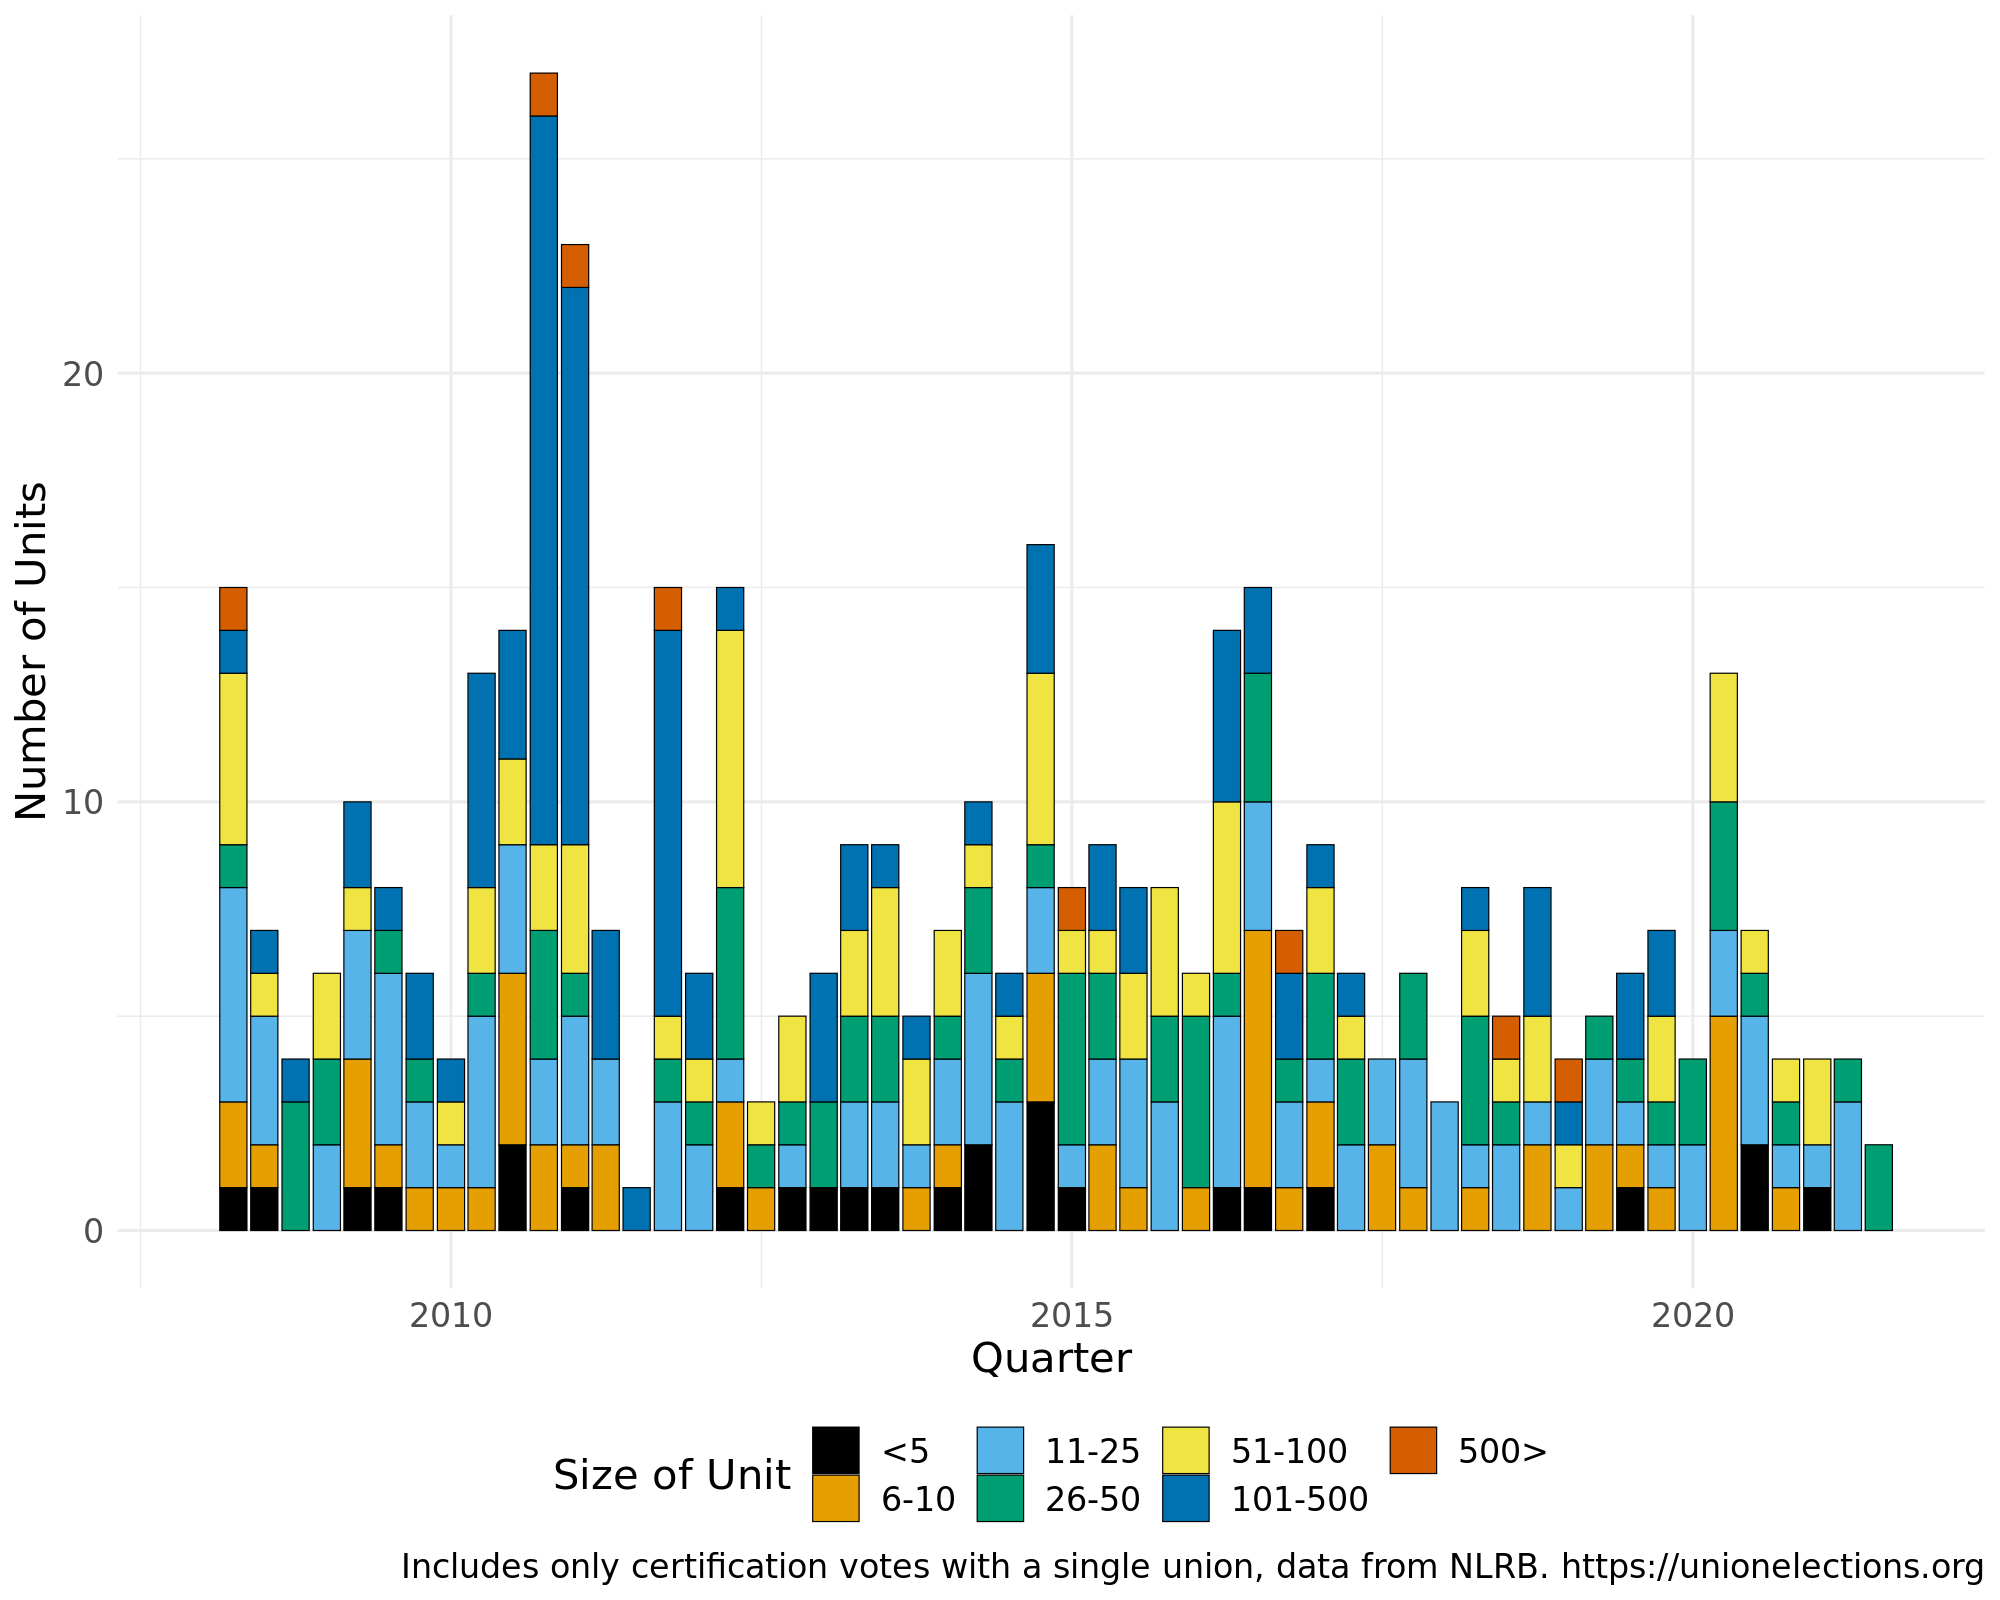 Number of Units
20
10
0
2010 2015 2020
Quarter
Size of Unit
<5 11-25 51-100 500>
6-10 26-50 101-500
Includes only certification votes with a single union, data from NLRB. https://unionelections.org